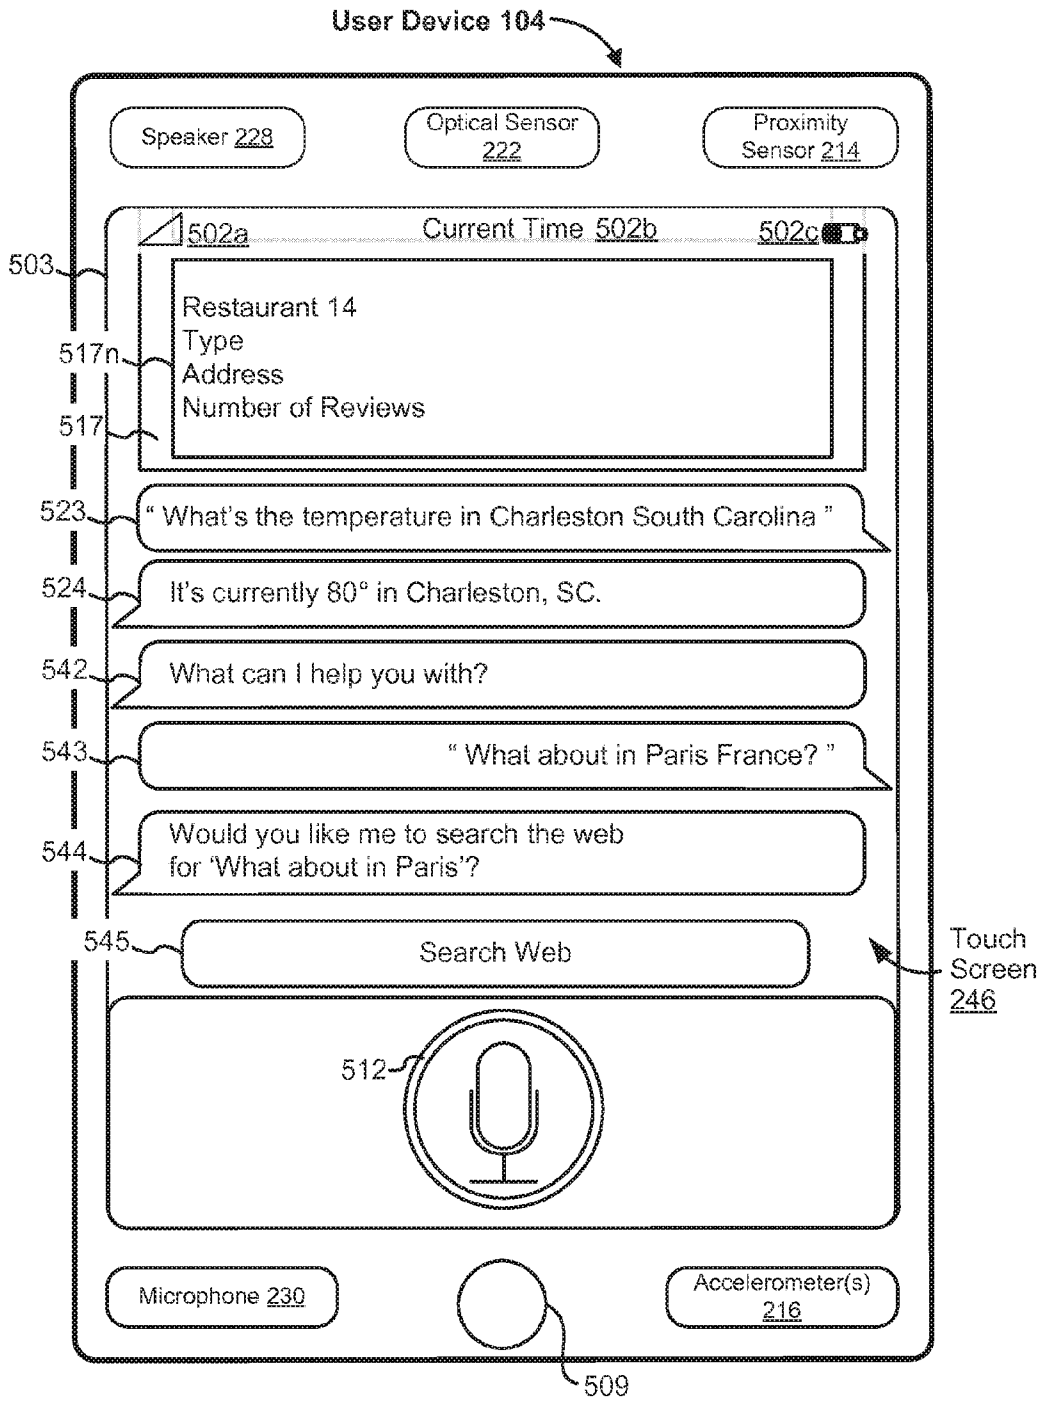 User Device 104
Speaker 228
Optical Sensor
222
Proximity
Sensor 214
502a
Current Time 502b
502c
503
Restaurant 14
Type
517n
Address
Number of Reviews
517
523
“ What's the temperature in Charleston South Carolina ”
524
It's currently 80° in Charleston, SC.
542
What can I help you with?
543
“ What about in Paris France? ”
544
Would you like me to search the web
for ‘What about in Paris’?
545
Search Web
Touch
Screen
246
512
Microphone 230
Accelerometer(s)
216
509